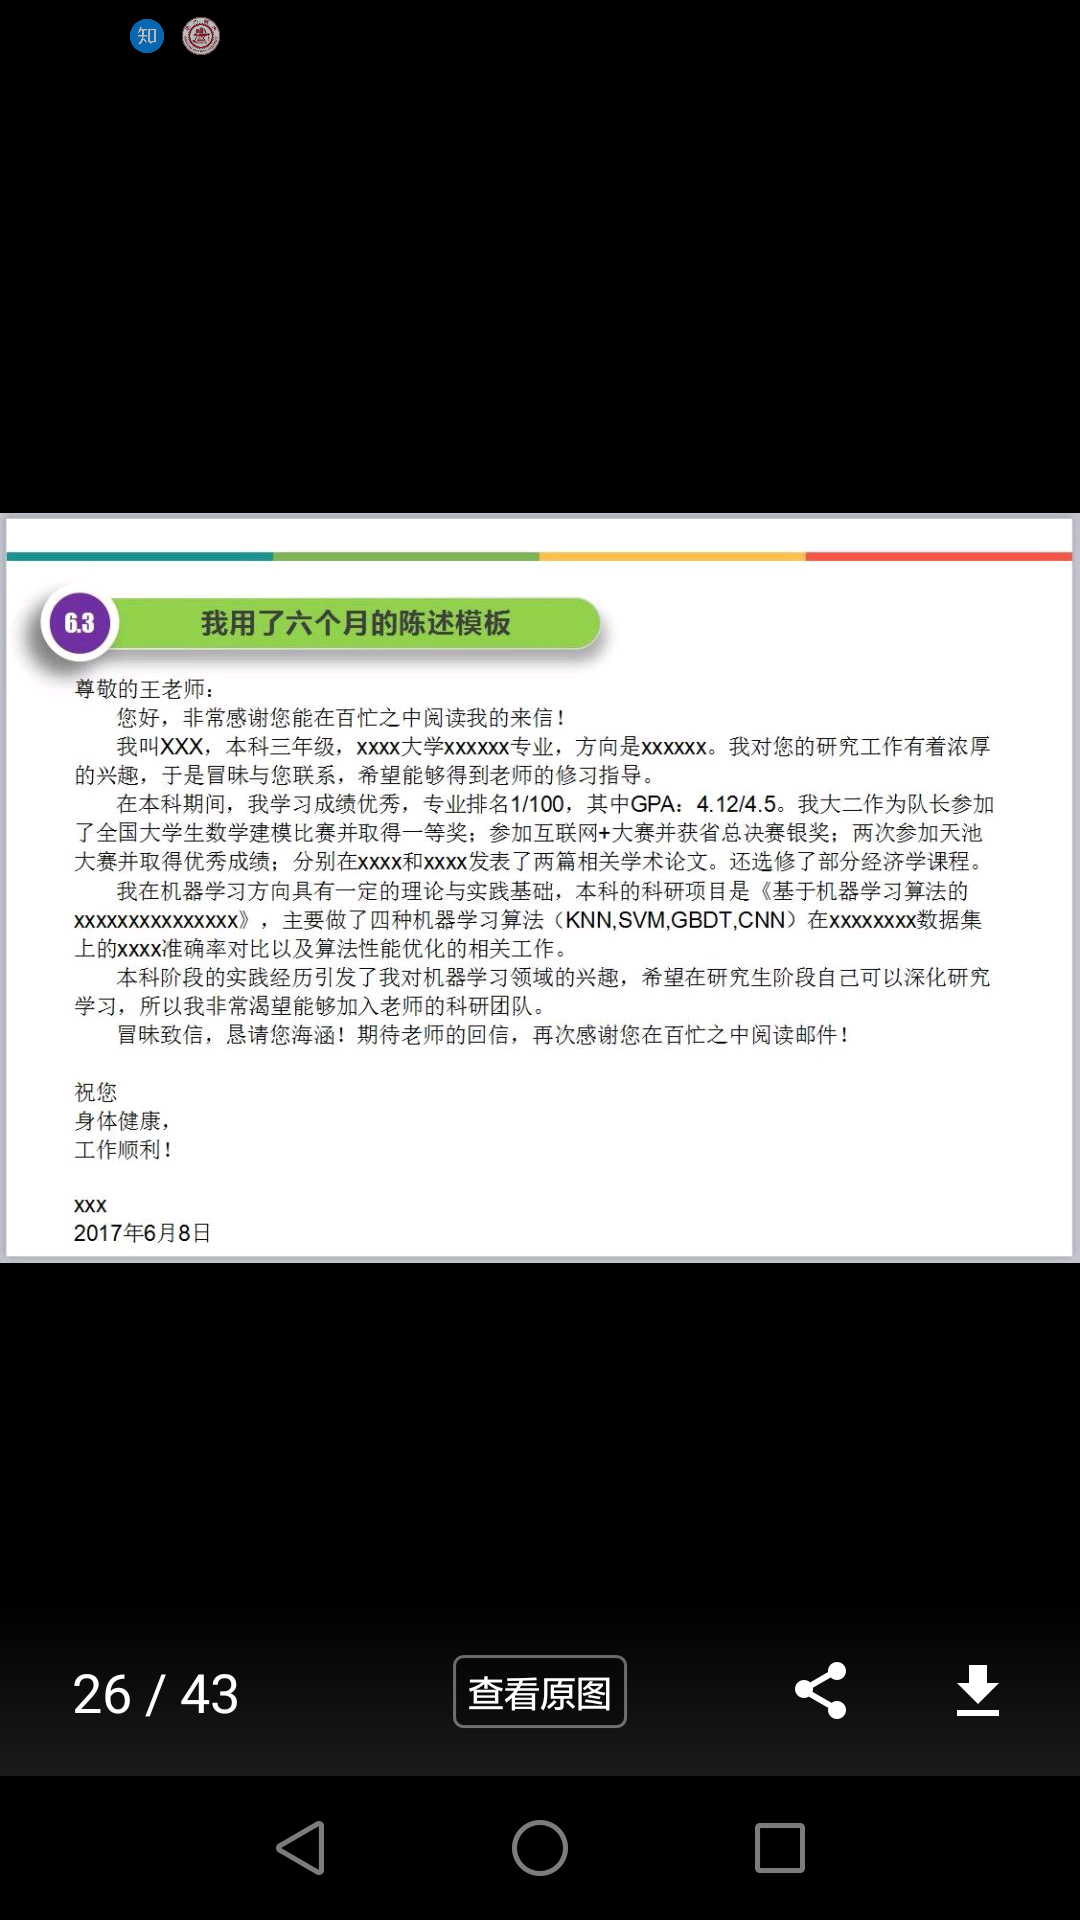 知
6.3
我用了六个月的陈述模板
尊敬的王老师：
您好，非常感谢您能在百忙之中阅读我的来信！
我叫XXX，本科三年级，xxxx大学xxxxxx专业，方向是xxxxxx。我对您的研究工作有着浓厚
的兴趣，于是冒昧与您联系，希望能够得到老师的修习指导。
在本科期间，我学习成绩优秀，专业排名1/100，其中GPA：4.12/4.5。我大二作为队长参加
了全国大学生数学建模比赛并取得一等奖；参加互联网+大赛并获省总决赛银奖；两次参加天池
大赛并取得优秀成绩；分别在xxxx和xxxx发表了两篇相关学术论文。还选修了部分经济学课程。
我在机器学习方向具有一定的理论与实践基础，本科的科研项目是《基于机器学习算法的
xxxxxxxxxxxxxxx》，主要做了四种机器学习算法（KNN,SVM,GBDT,CNN）在xxxxxxxx数据集
上的xxxx准确率对比以及算法性能优化的相关工作。
本科阶段的实践经历引发了我对机器学习领域的兴趣，希望在研究生阶段自己可以深化研究
学习，所以我非常渴望能够加入老师的科研团队。
冒昧致信，恳请您海涵！期待老师的回信，再次感谢您在百忙之中阅读邮件！
祝您
身体健康，
工作顺利！
xxx
2017年6月8日
26 / 43
查看原图